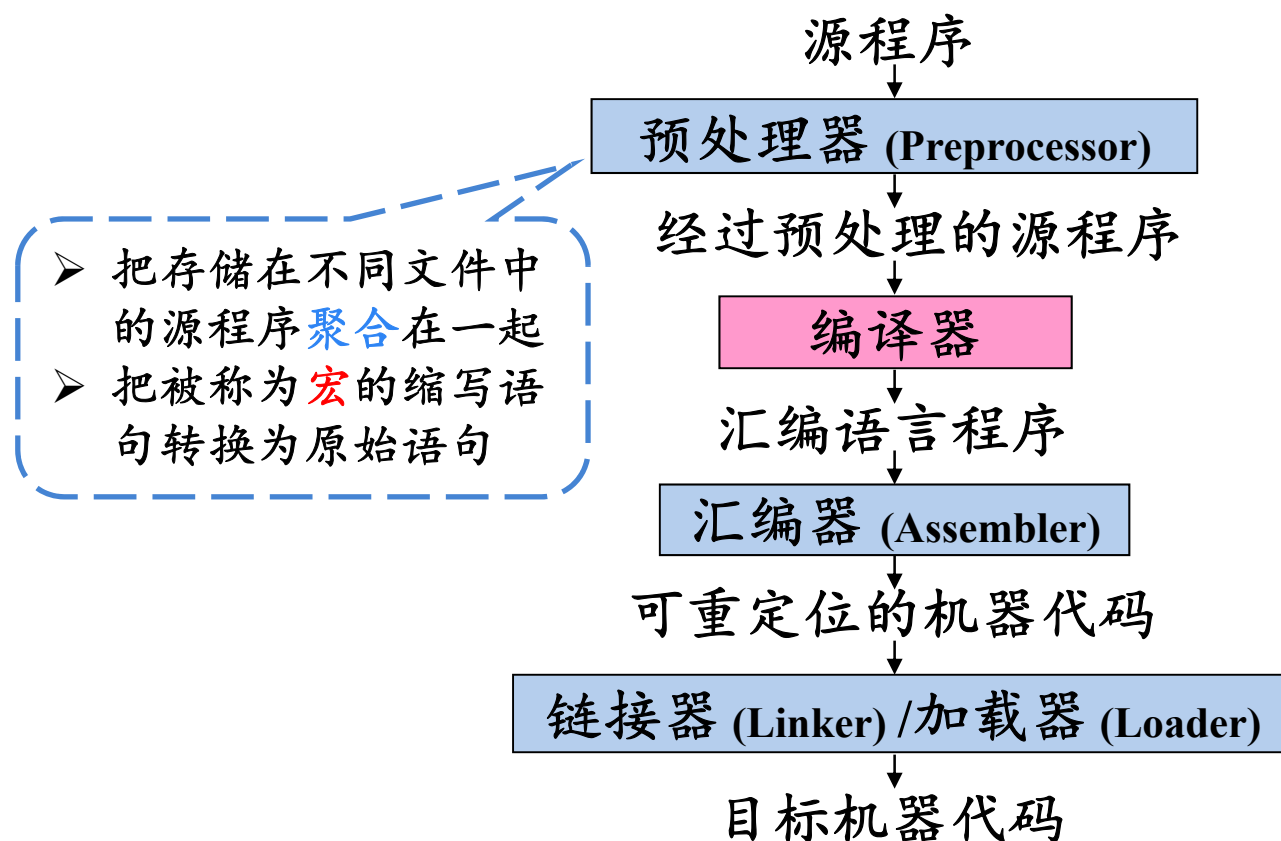 源程序
预处理器 (Preprocessor)
经过预处理的源程序
➢ 把存储在不同文件中
的源程序聚合在一起
➢ 把被称为宏的缩写语
句转换为原始语句
编译器
汇编语言程序
汇编器 (Assembler)
可重定位的机器代码
链接器 (Linker) /加载器 (Loader)
目标机器代码